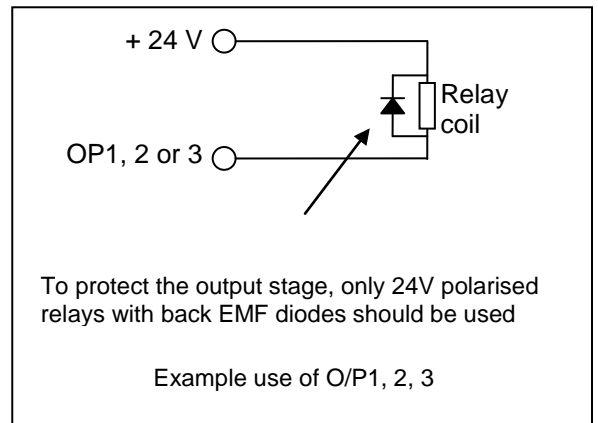 + 24 V
Relay
coil
OP1, 2 or 3
To protect the output stage, only 24V polarised
relays with back EMF diodes should be used
Example use of O/P1, 2, 3